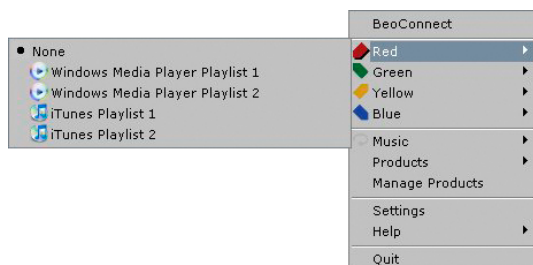 BeoConnect
Red
Green
Yellow
Blue
Music
Products
Manage Products
Settings
Help
Quit
None
Windows Media Player Playlist 1
Windows Media Player Playlist 2
iTunes Playlist 1
iTunes Playlist 2